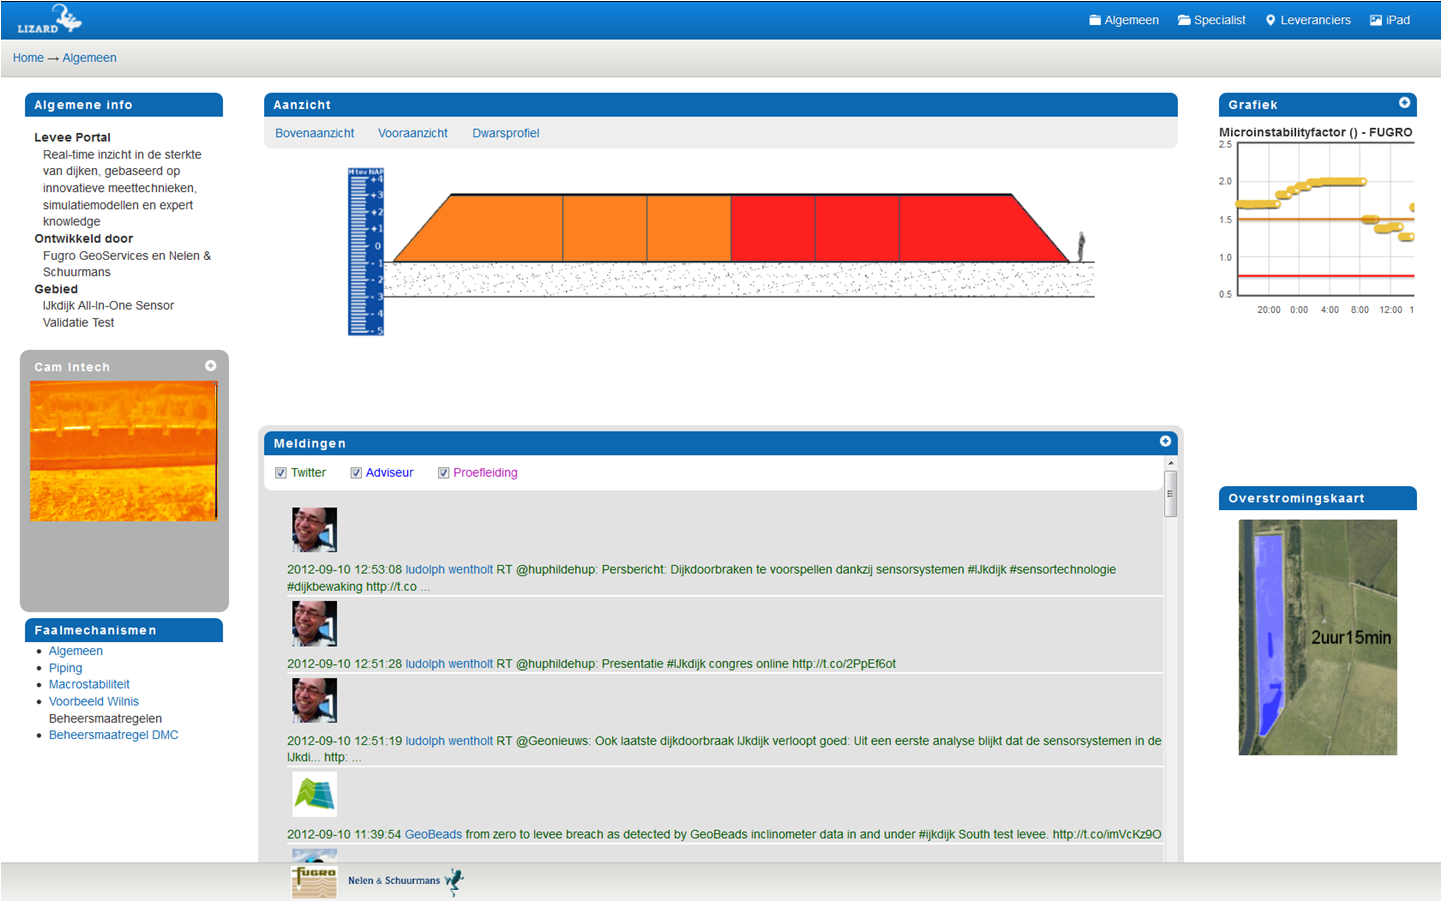 LIZARD
Algemeen
Specialist
Leveranciers
iPad
Home → Algemeen
Algemene info
Levee Portal
Real-time inzicht in de sterkte
van dijken, gebaseerd op
innovatieve meettechnieken,
simulatiemodellen en expert
knowledge
Ontwikkeld door
Fugro GeoServices en Nelen &
Schuurmans
Gebied
IJkdijk All-In-One Sensor
Validatie Test
Cam Intech
Faalmechanismen
Algemeen
Piping
Macrostabiliteit
Voorbeeld Wilnis
Beheersmaatregelen
Beheersmaatregel DMC
Aanzicht
Bovenaanzicht Vooraanzicht Dwarsprofiel
M tov NAP
+4
+3
+2
+1
0
-1
-2
-3
-4
-5
Meldingen
Twitter Adviseur Proefleiding
2012-09-10 12:53:08 ludolph wentholt RT @huphildehup: Persbericht: Dijkdoorbraken te voorspellen dankzij sensorsystemen #IJkdijk #sensortechnologie
#dijkbewaking http://t.co ...
2012-09-10 12:51:28 ludolph wentholt RT @huphildehup: Presentatie #IJkdijk congres online http://t.co/2PpEf6ot
2012-09-10 12:51:19 ludolph wentholt RT @Geonieuws: Ook laatste dijkdoorbraak IJkdijk verloopt goed: Uit een eerste analyse blijkt dat de sensorsystemen in de
IJkdi... http: ...
2012-09-10 11:39:54 GeoBeads from zero to levee breach as detected by GeoBeads inclinometer data in and under #ijkdijk South test levee. http://t.co/imVcKz9O
Grafiek
Microinstabilityfactor () - FUGRO
2.5
2.0
1.5
1.0
0.5
20:00 0:00 4:00 8:00 12:00 1
Overstromingskaart
2uur15min
FUGRO
Nelen & Schuurmans